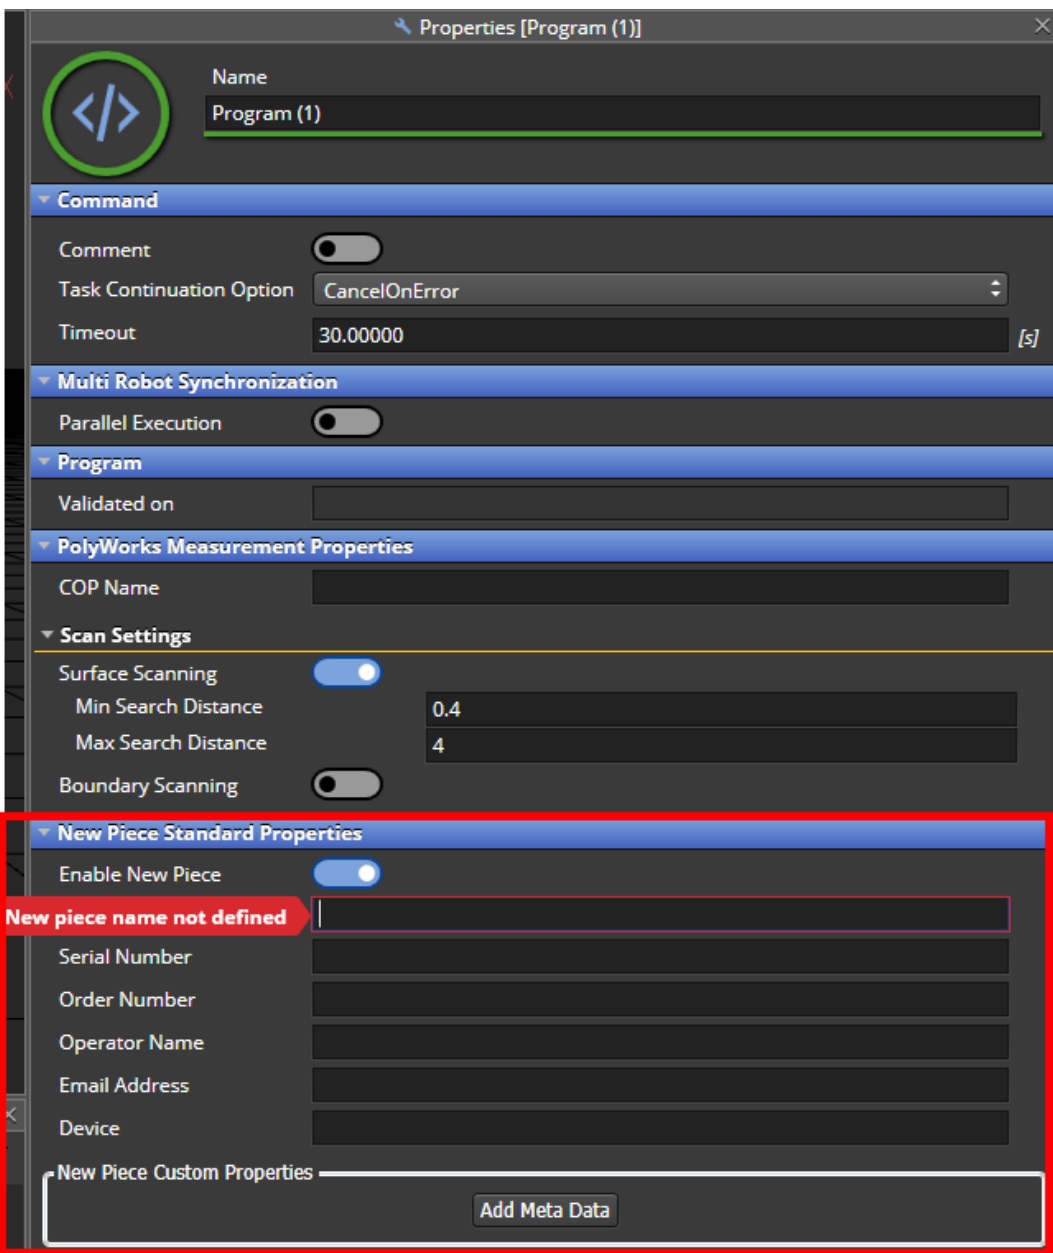 Properties [Program (1)]
Name
Program (1)
Command
Comment
Task Continuation Option CancelOnError
Timeout 30.00000 [s]
Multi Robot Synchronization
Parallel Execution
Program
Validated on
PolyWorks Measurement Properties
COP Name
Scan Settings
Surface Scanning
Min Search Distance 0.4
Max Search Distance 4
Boundary Scanning
New Piece Standard Properties
Enable New Piece
New piece name not defined
Serial Number
Order Number
Operator Name
Email Address
Device
New Piece Custom Properties
Add Meta Data